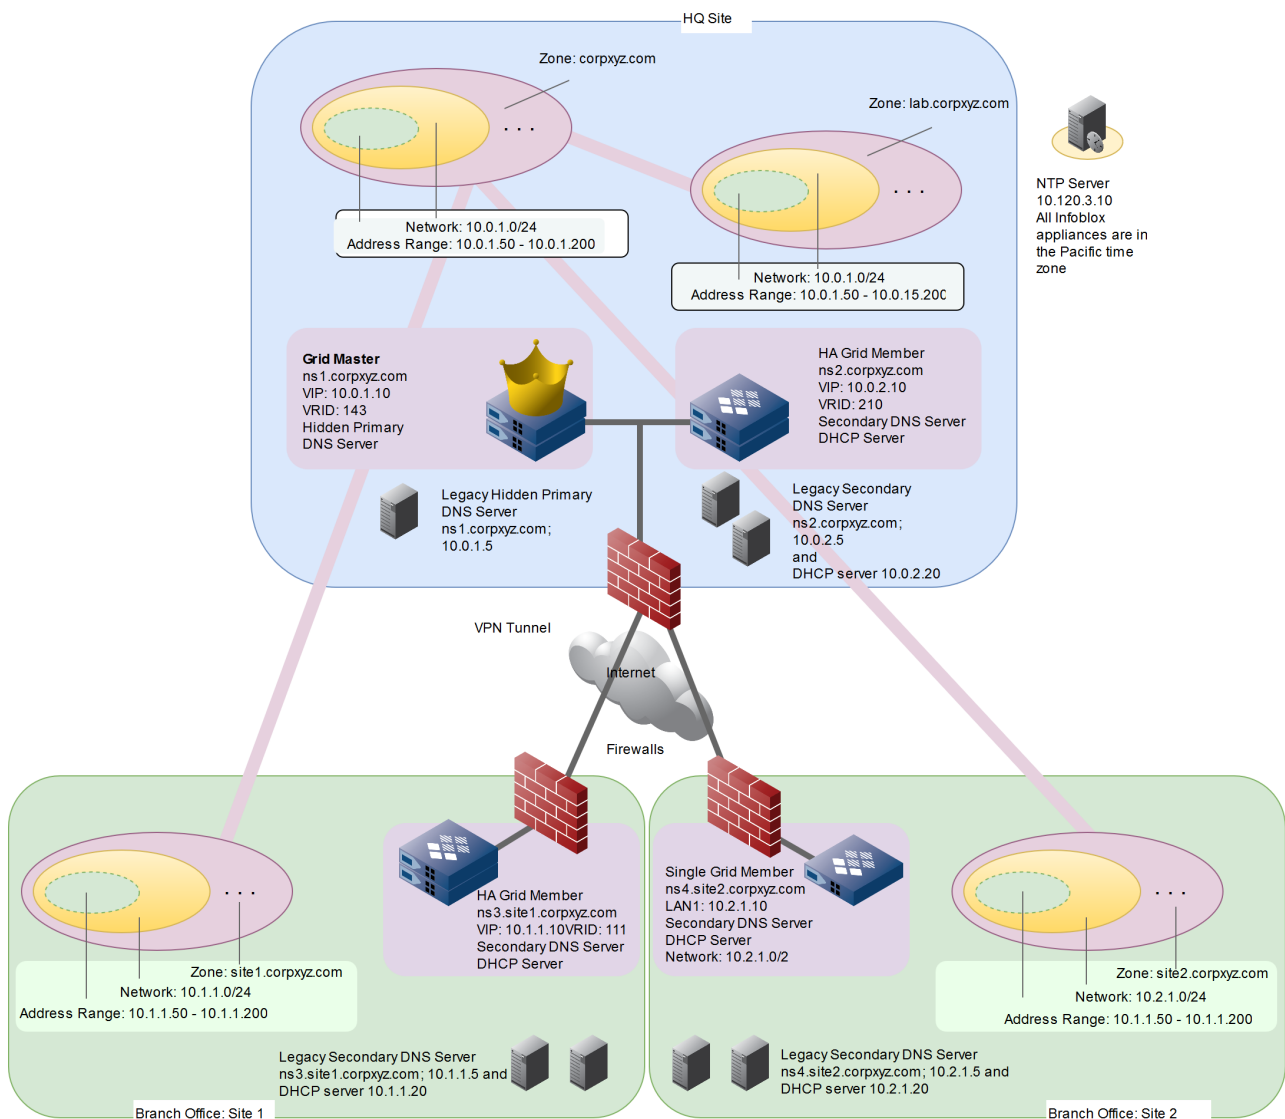 HQ Site
Zone: corpxyz.com
Zone: lab.corpxyz.com
NTP Server
10.120.3.10
All Infoblox
appliances are in
the Pacific time
zone
Network: 10.0.1.0/24
Address Range: 10.0.1.50 - 10.0.1.200
Network: 10.0.1.0/24
Address Range: 10.0.1.50 - 10.0.15.200
Grid Master
ns1.corpxyz.com
VIP: 10.0.1.10
VRID: 143
Hidden Primary
DNS Server
HA Grid Member
ns2.corpxyz.com
VIP: 10.0.2.10
VRID: 210
Secondary DNS Server
DHCP Server
Legacy Hidden Primary
DNS Server
ns1.corpxyz.com;
10.0.1.5
Legacy Secondary
DNS Server
ns2.corpxyz.com;
10.0.2.5
and
DHCP server 10.0.2.20
VPN Tunnel
Internet
Firewalls
HA Grid Member
ns3.site1.corpxyz.com
VIP: 10.1.1.10VRID: 111
Secondary DNS Server
DHCP Server
Single Grid Member
ns4.site2.corpxyz.com
LAN1: 10.2.1.10
Secondary DNS Server
DHCP Server
Network: 10.2.1.0/2
Zone: site1.corpxyz.com
Network: 10.1.1.0/24
Address Range: 10.1.1.50 - 10.1.1.200
Zone: site2.corpxyz.com
Network: 10.2.1.0/24
Address Range: 10.1.1.50 - 10.1.1.200
Legacy Secondary DNS Server
ns3.site1.corpxyz.com; 10.1.1.5 and
DHCP server 10.1.1.20
Legacy Secondary DNS Server
ns4.site2.corpxyz.com; 10.2.1.5 and
DHCP server 10.2.1.20
Branch Office: Site 1
Branch Office: Site 2